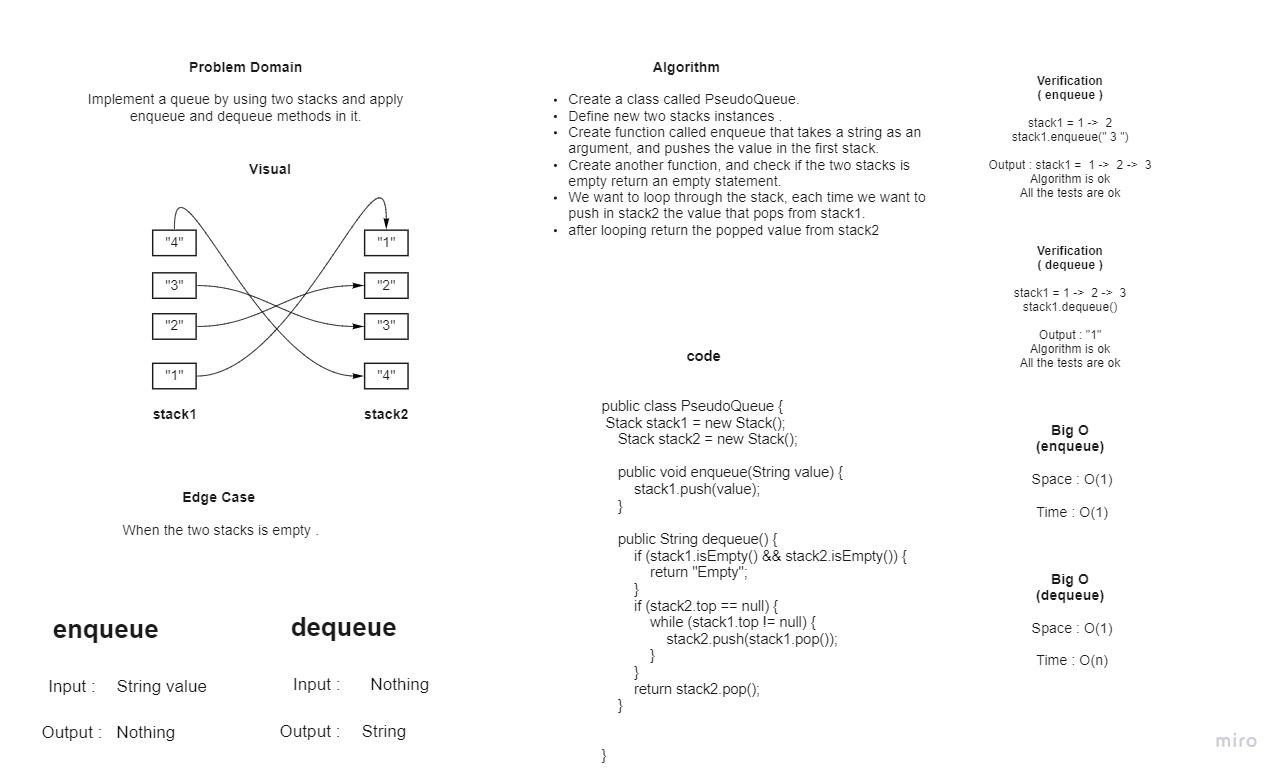 Problem Domain
Implement a queue by using two stacks and apply
enqueue and dequeue methods in it.
Visual
"4"
"3"
"2"
"1"
stack1
"1"
"2"
"3"
"4"
stack2
Edge Case
When the two stacks is empty .
enqueue
Input : String value
Output : Nothing
dequeue
Input : Nothing
Output : String
Algorithm
• Create a class called PseudoQueue.
• Define new two stacks instances .
• Create function called enqueue that takes a string as an
argument, and pushes the value in the first stack.
• Create another function, and check if the two stacks is
empty return an empty statement.
• We want to loop through the stack, each time we want to
push in stack2 the value that pops from stack1.
• after looping return the popped value from stack2
code
public class PseudoQueue {
Stack stack1 = new Stack();
Stack stack2 = new Stack();
public void enqueue(String value) {
stack1.push(value);
}
public String dequeue() {
if (stack1.isEmpty() && stack2.isEmpty()) {
return "Empty";
}
if (stack2.top == null) {
while (stack1.top != null) {
stack2.push(stack1.pop());
}
}
return stack2.pop();
}
}
Verification
( enqueue )
stack1 = 1 -> 2
stack1.enqueue(" 3 ")
Output : stack1 = 1 -> 2 -> 3
Algorithm is ok
All the tests are ok
Verification
( dequeue )
stack1 = 1 -> 2 -> 3
stack1.dequeue()
Output : "1"
Algorithm is ok
All the tests are ok
Big O
(enqueue)
Space : O(1)
Time : O(1)
Big O
(dequeue)
Space : O(1)
Time : O(n)
miro